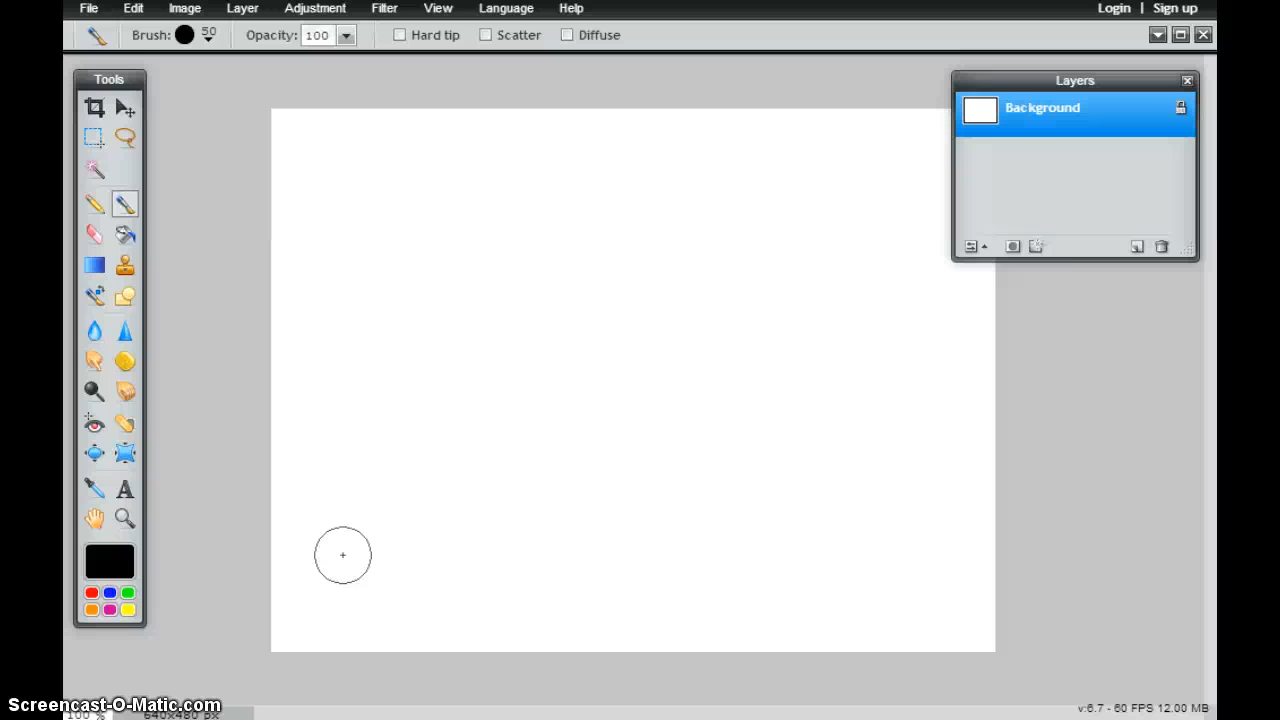 File Edit Image Layer Adjustment Filter View Language Help Login | Sign up
Brush: 50 Opacity: 100 Hard tip Scatter Diffuse
Tools
Layers
Background
A
Screencast-O-Matic.com
100 % 640x480 px
v:6.7 - 60 FPS 12.00 MB